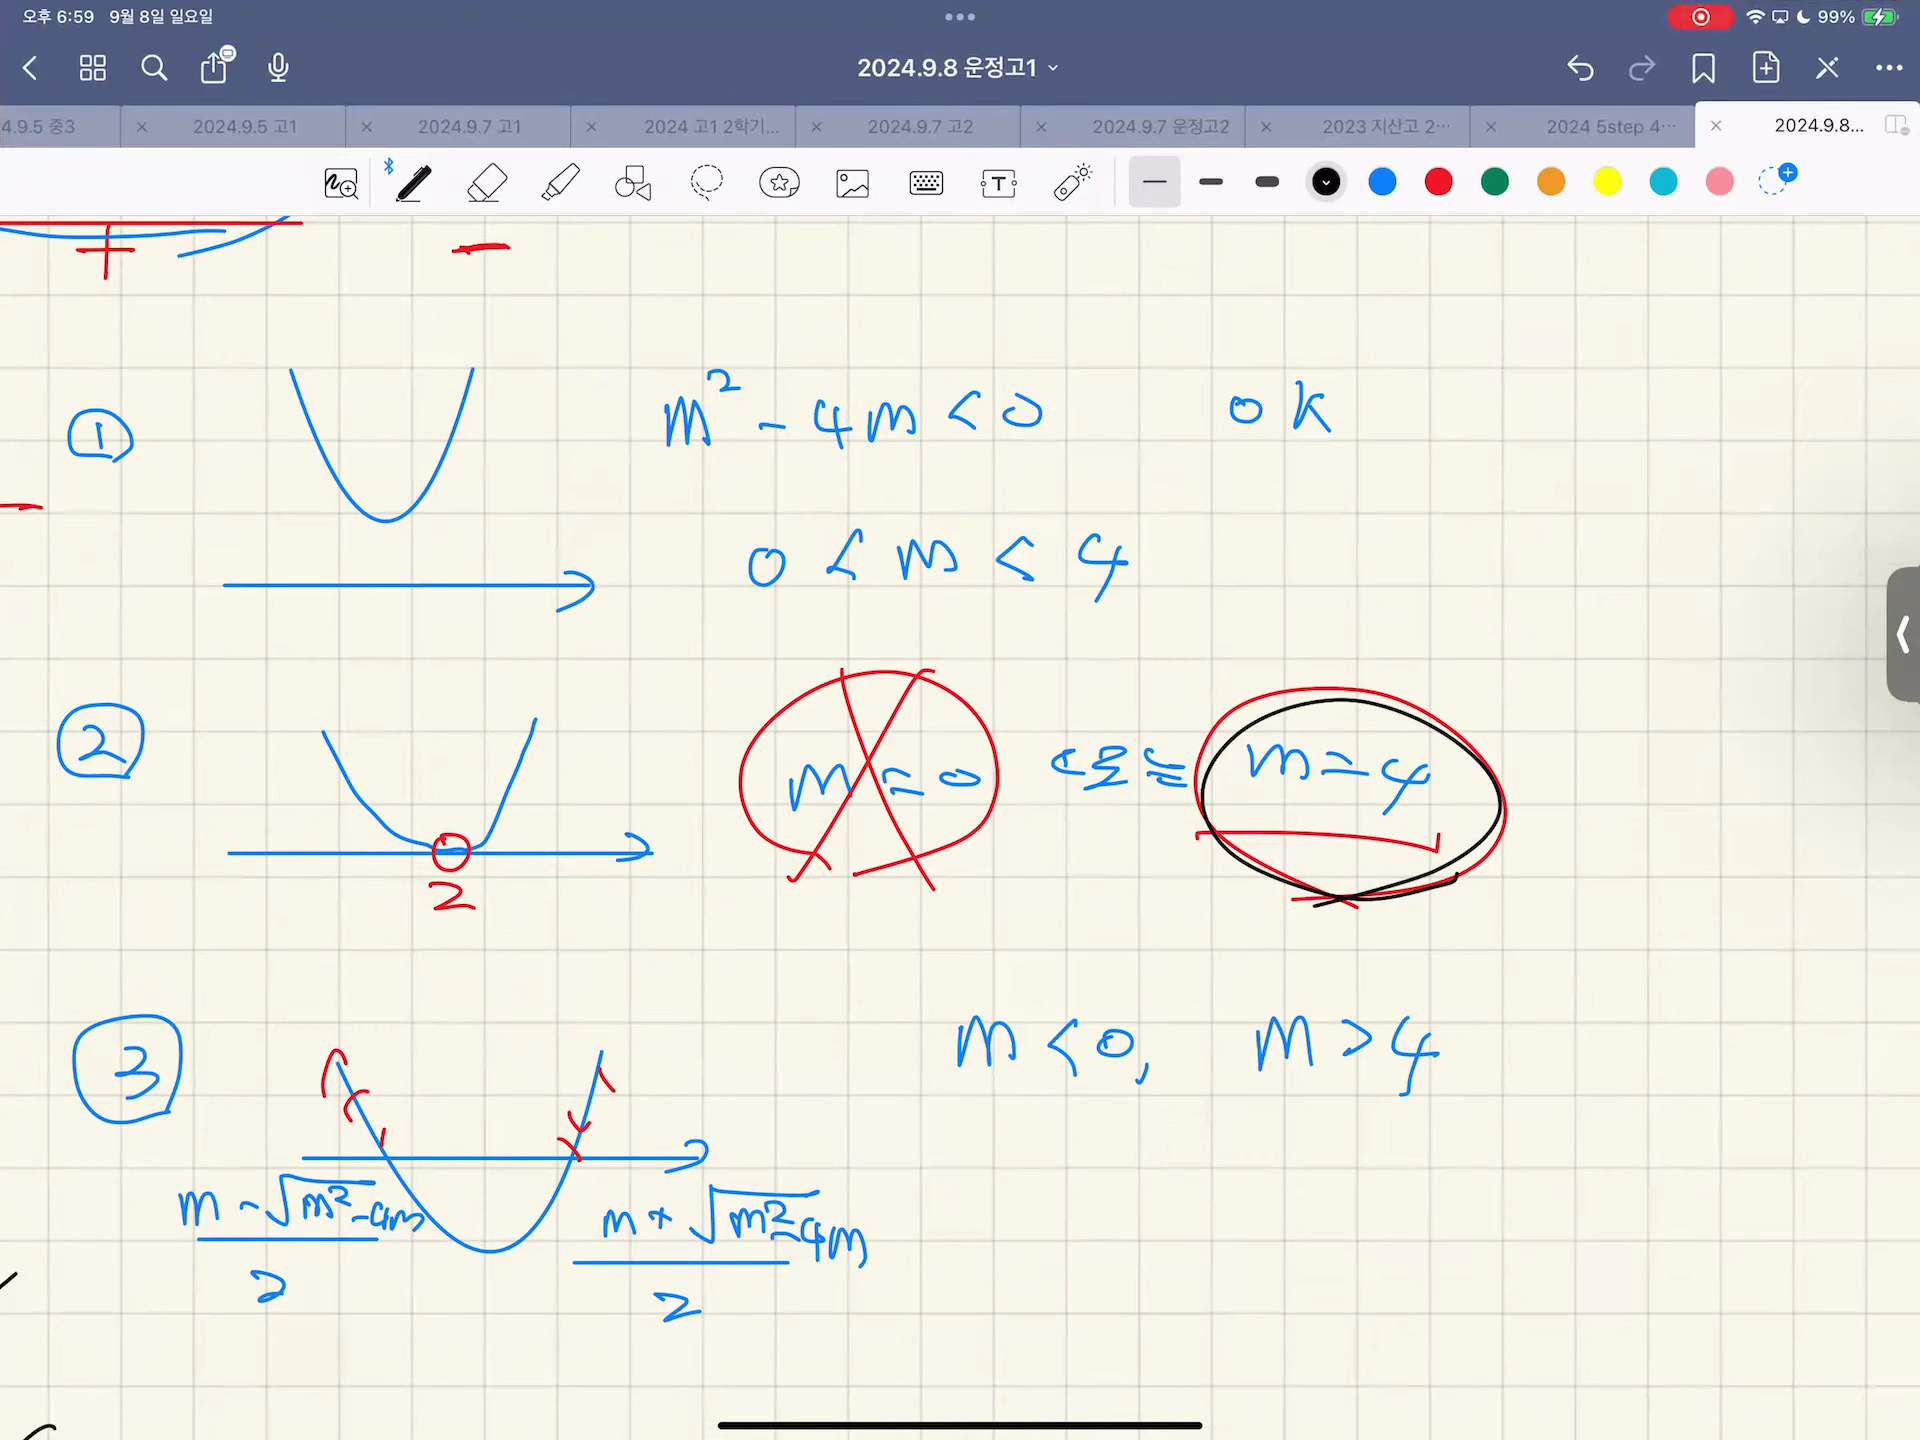 오후 6:59 9월 8일 일요일
99%
2024.9.8 운정고1
4.9.5 중3
2024.9.5 고1
2024.9.7 고1
2024 고1 2학기...
2024.9.7 고2
2024.9.7 운정고2
2023 지산고 2...
2024 5step 4...
2024.9.8...
+ −
① m² - 4m < 0 ok
0 < m < 4
② m = 0 또는 m = 4
2
③ m < 0, m > 4
m - √m²-4m
2
m + √m²-4m
2